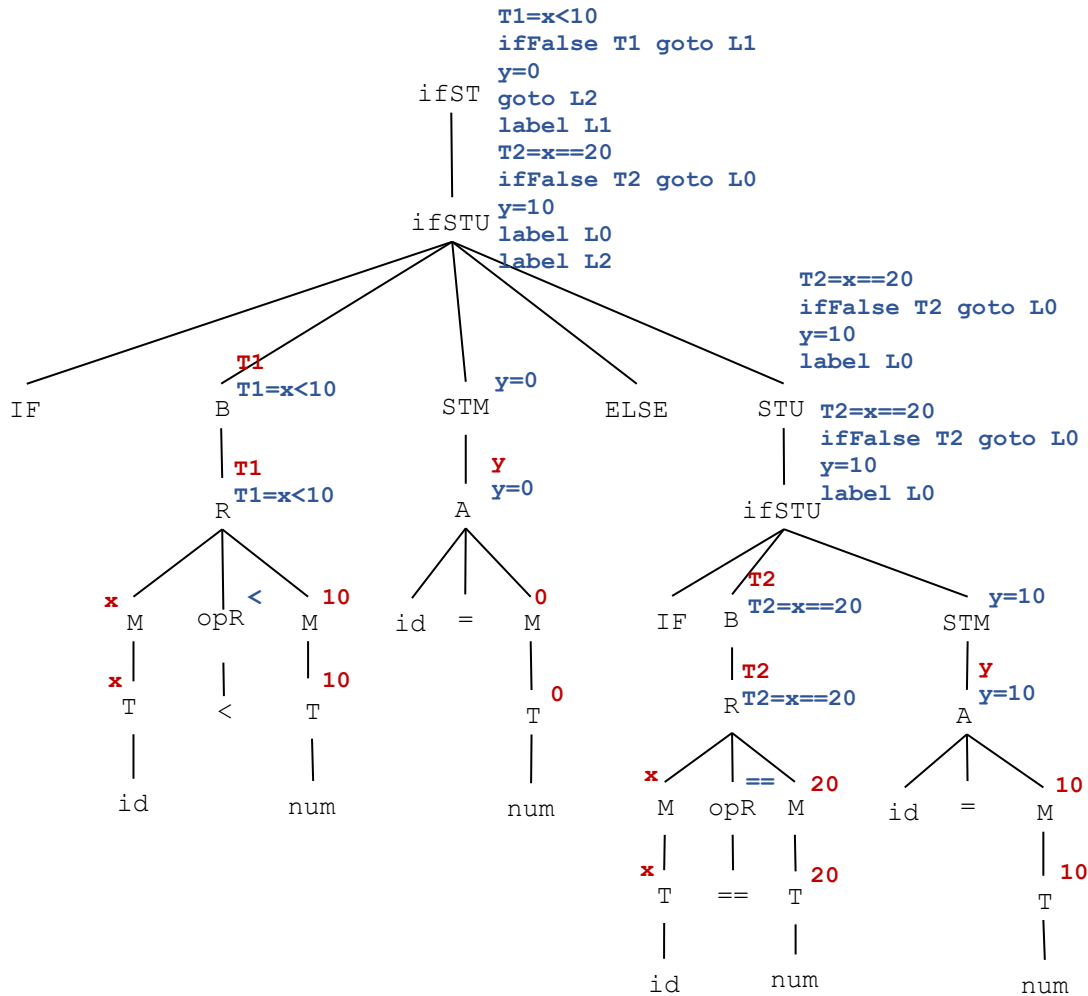 T1=x<10
ifFalse T1 goto L1
y=0
ifST goto L2
label L1
T2=x==20
ifFalse T2 goto L0
y=10
ifSTU
label L0
label L2
T2=x==20
ifFalse T2 goto L0
y=10
label L0
T1
T1=x<10
y=0
IF B STM ELSE STU
T2=x==20
ifFalse T2 goto L0
y=10
label L0
T1
T1=x<10
y
y=0
R A ifSTU
x < 10 0
M opR M id = M
T2
T2=x==20
y=10
IF B STM
x 10 0
T < T T
T2
T2=x==20
y
y=10
R A
id num num
x == 20 10
M opR M id = M
x 20 10
T == T T
id num num